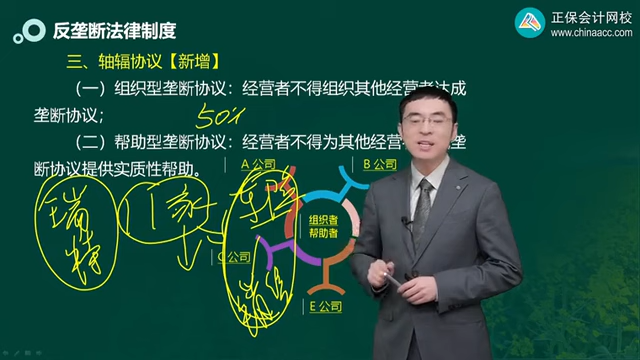 反垄断法律制度
正保会计网校
www.chinaacc.com
三、轴辐协议【新增】
（一）组织型垄断协议：经营者不得组织其他经营者达成
垄断协议；
50%
（二）帮助型垄断协议：经营者不得为其他经营
垄
断协议提供实质性帮助。
A公司
B公司
瑞
特
组织者
帮助者
C公司
E公司